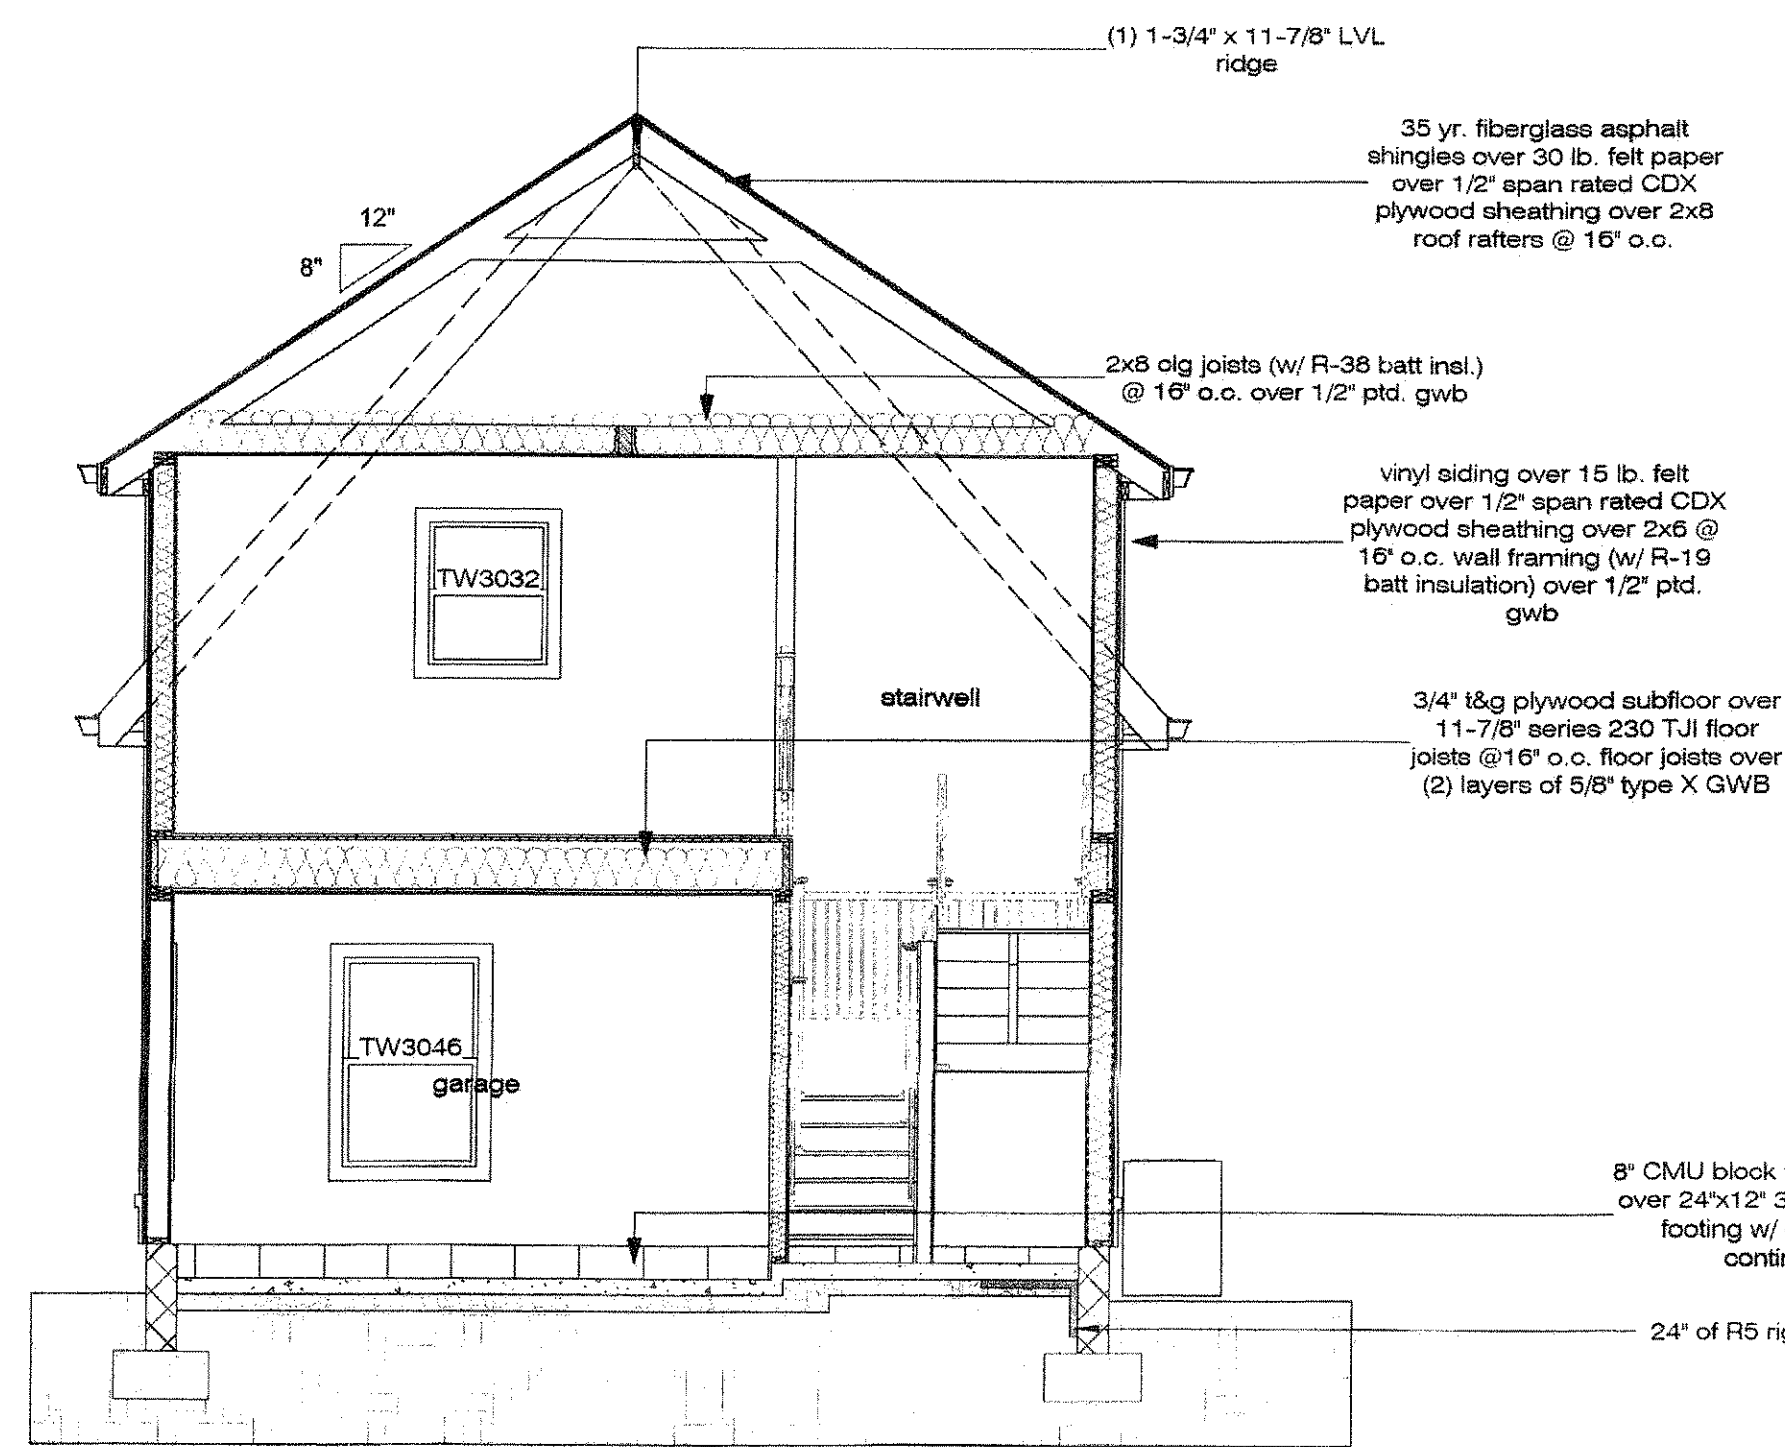 (1) 1-3/4" x 11-7/8" LVL
ridge
35 yr. fiberglass asphalt
shingles over 30 lb. felt paper
over 1/2" span rated CDX
plywood sheathing over 2x8
roof rafters @ 16" o.c.
12"
8"
2x8 clg joists (w/ R-38 batt insl.)
@ 16" o.c. over 1/2" ptd. gwb
vinyl siding over 15 lb. felt
paper over 1/2" span rated CDX
plywood sheathing over 2x6 @
16" o.c. wall framing (w/ R-19
batt insulation) over 1/2" ptd.
gwb
TW3032
stairwell
3/4" t&g plywood subfloor over
11-7/8" series 230 TJI floor
joists @16" o.c. floor joists over
(2) layers of 5/8" type X GWB
TW3046
garage
8" CMU block
over 24"x12" 3
footing w/
conti
24" of R5 rig